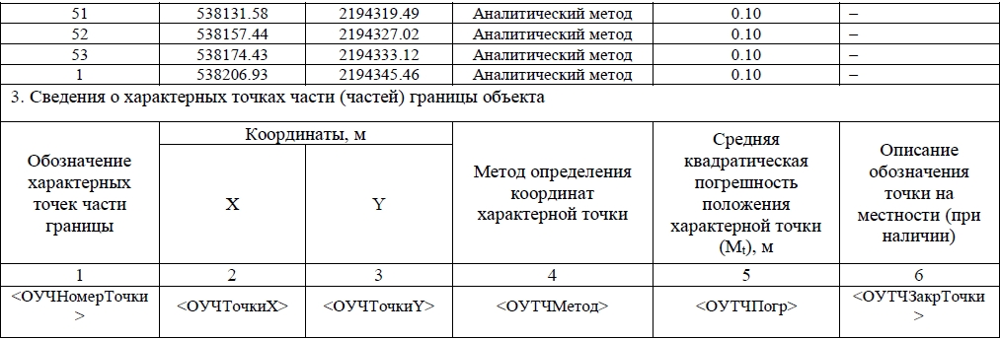 51 538131.58 2194319.49 Аналитический метод 0.10 –
52 538157.44 2194327.02 Аналитический метод 0.10 –
53 538174.43 2194333.12 Аналитический метод 0.10 –
1 538206.93 2194345.46 Аналитический метод 0.10 –
3. Сведения о характерных точках части (частей) границы объекта
Обозначение
характерных
точек части
границы
Координаты, м
X Y
Метод определения
координат
характерной точки
Средняя
квадратическая
погрешность
положения
характерной точки
(Mt), м
Описание
обозначения
точки на
местности (при
наличии)
1 2 3 4 5 6
<ОУЧНомерТочки
>
<ОУЧТочкиX> <ОУЧТочкиY> <ОУТЧМетод> <ОУТЧПогр>
<ОУТЧЗакрТочки
>